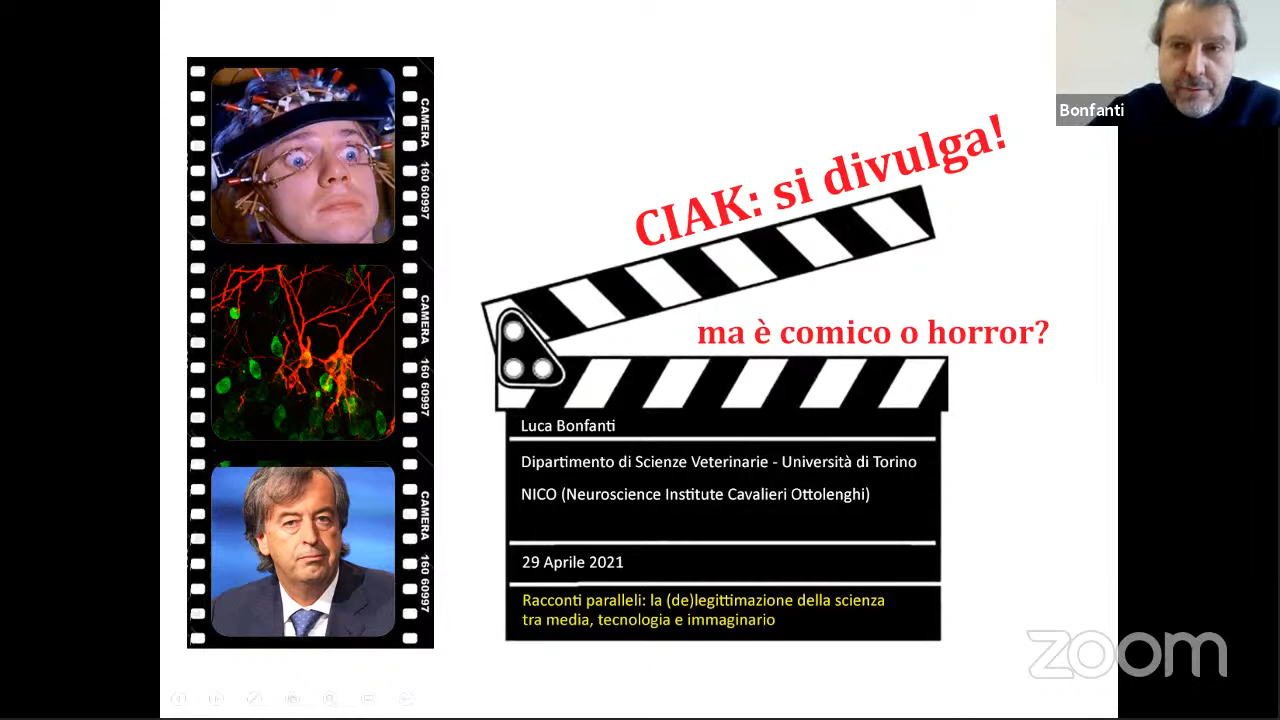 CAMERA 160 60997
CAMERA 160 60997
CAMERA 160 60997
CIAK: si divulga!
ma è comico o horror?
Luca Bonfanti
Dipartimento di Scienze Veterinarie - Università di Torino
NICO (Neuroscience Institute Cavalieri Ottolenghi)
29 Aprile 2021
Racconti paralleli: la (de)legittimazione della scienza
tra media, tecnologia e immaginario
Bonfanti
zoom